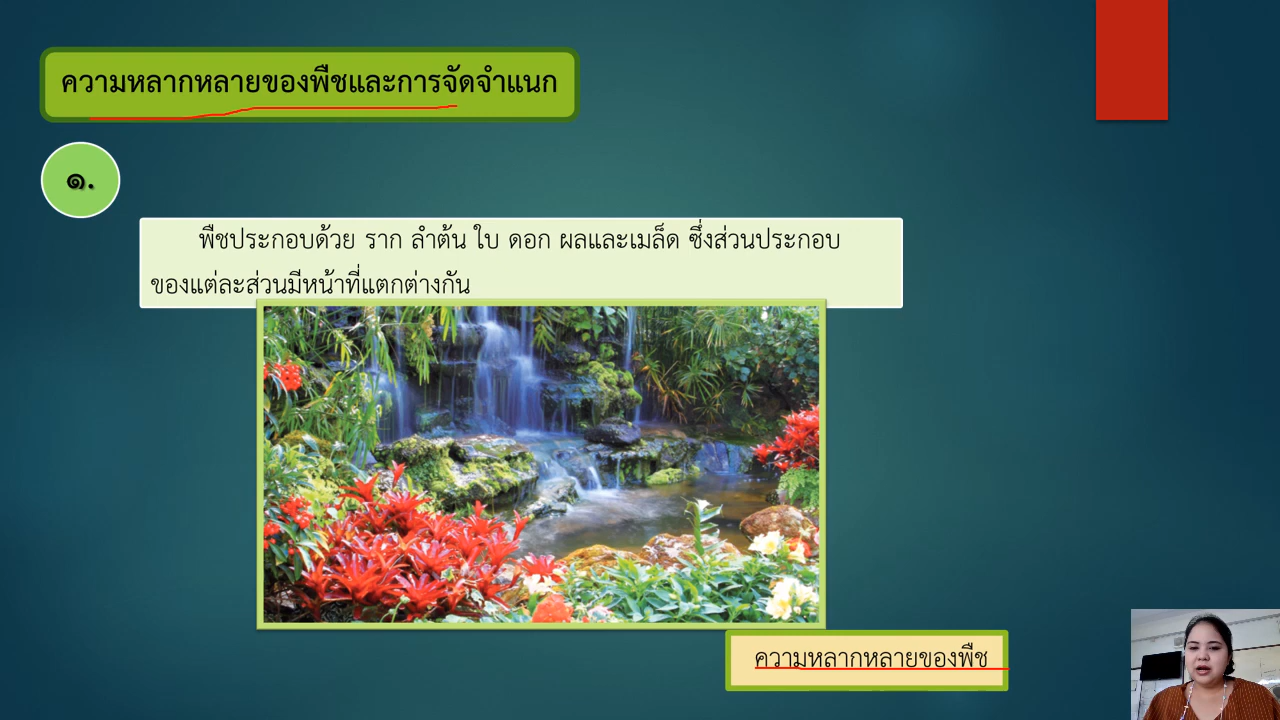 ความหลากหลายของพืชและการจัดจำแนก
๑.
พืชประกอบด้วย ราก ลำต้น ใบ ดอก ผลและเมล็ด ซึ่งส่วนประกอบ
ของแต่ละส่วนมีหน้าที่แตกต่างกัน
ความหลากหลายของพืช